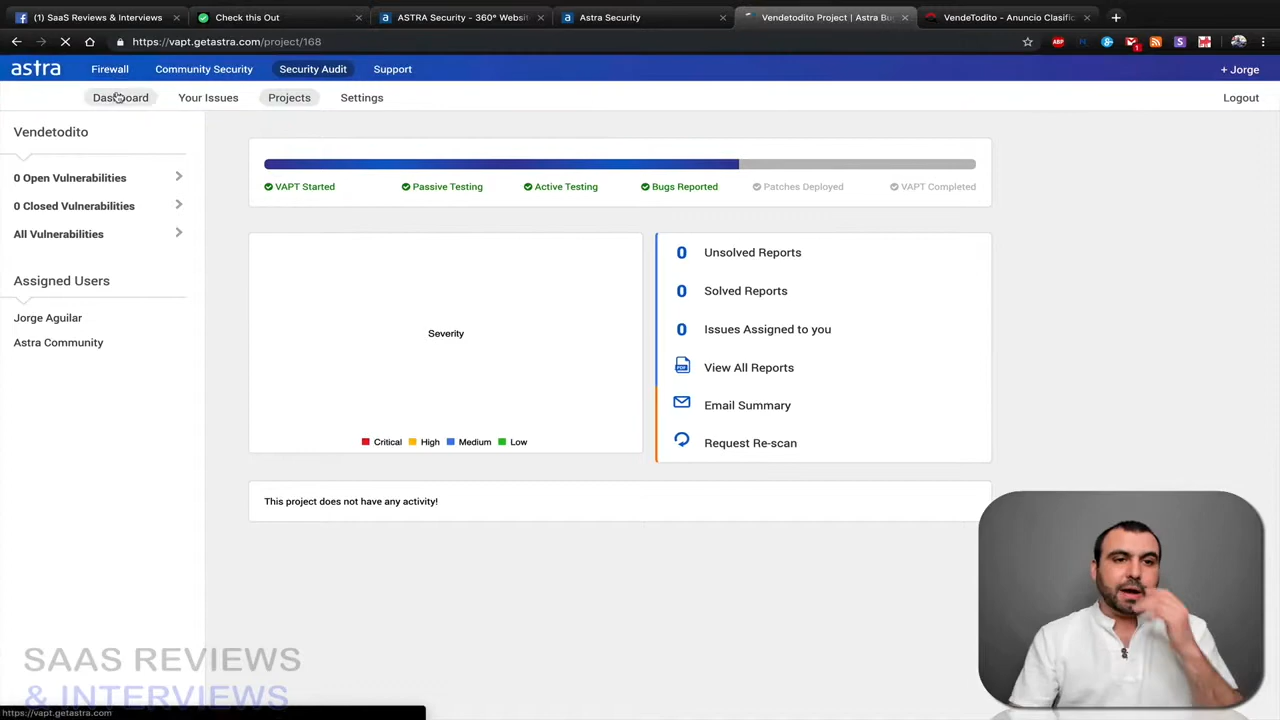 (1) SaaS Reviews & Interviews
Check this Out
ASTRA Security - 360° Websit
Astra Security
Vendetodito Project | Astra Bu
VendeTodito - Anuncio Clasific
https://vapt.getastra.com/project/168
ABP
1
S
astra
Firewall
Community Security
Security Audit
Support
+ Jorge
Dashboard
Your Issues
Projects
Settings
Logout
Vendetodito
0 Open Vulnerabilities
0 Closed Vulnerabilities
All Vulnerabilities
Assigned Users
Jorge Aguilar
Astra Community
VAPT Started
Passive Testing
Active Testing
Bugs Reported
Patches Deployed
VAPT Completed
Severity
Critical
High
Medium
Low
0 Unsolved Reports
0 Solved Reports
0 Issues Assigned to you
PDF
View All Reports
Email Summary
Request Re-scan
This project does not have any activity!
SAAS REVIEWS
& INTERVIEWS
https://vapt.getastra.com